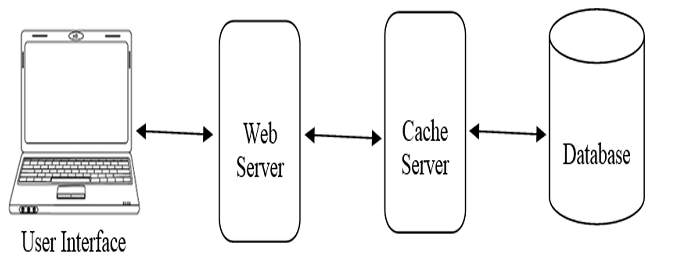 User Interface
Web
Server
Cache
Server
Database